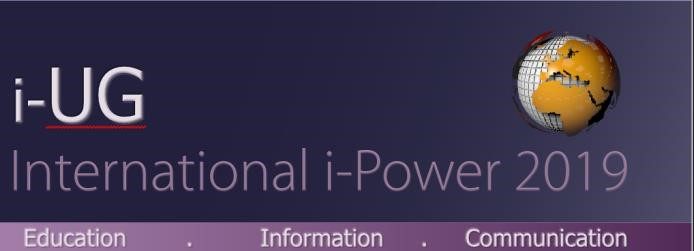 i-UG
International i-Power 2019
Education . Information . Communication